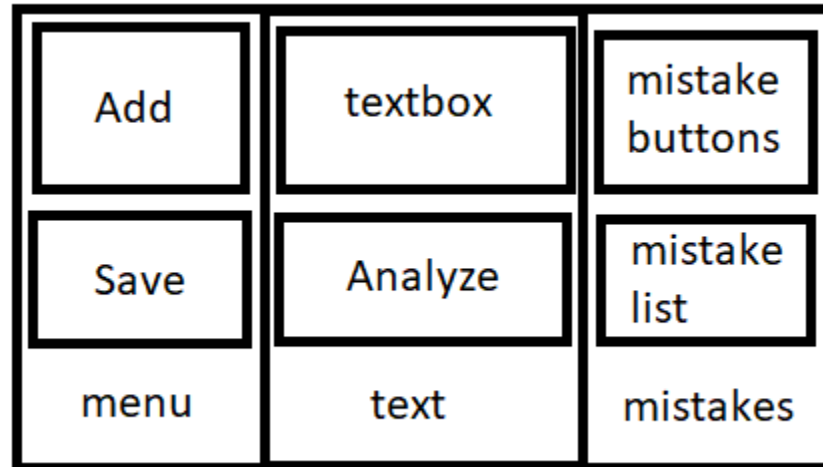 Add
Save
menu
textbox
Analyze
text
mistake
buttons
mistake
list
mistakes